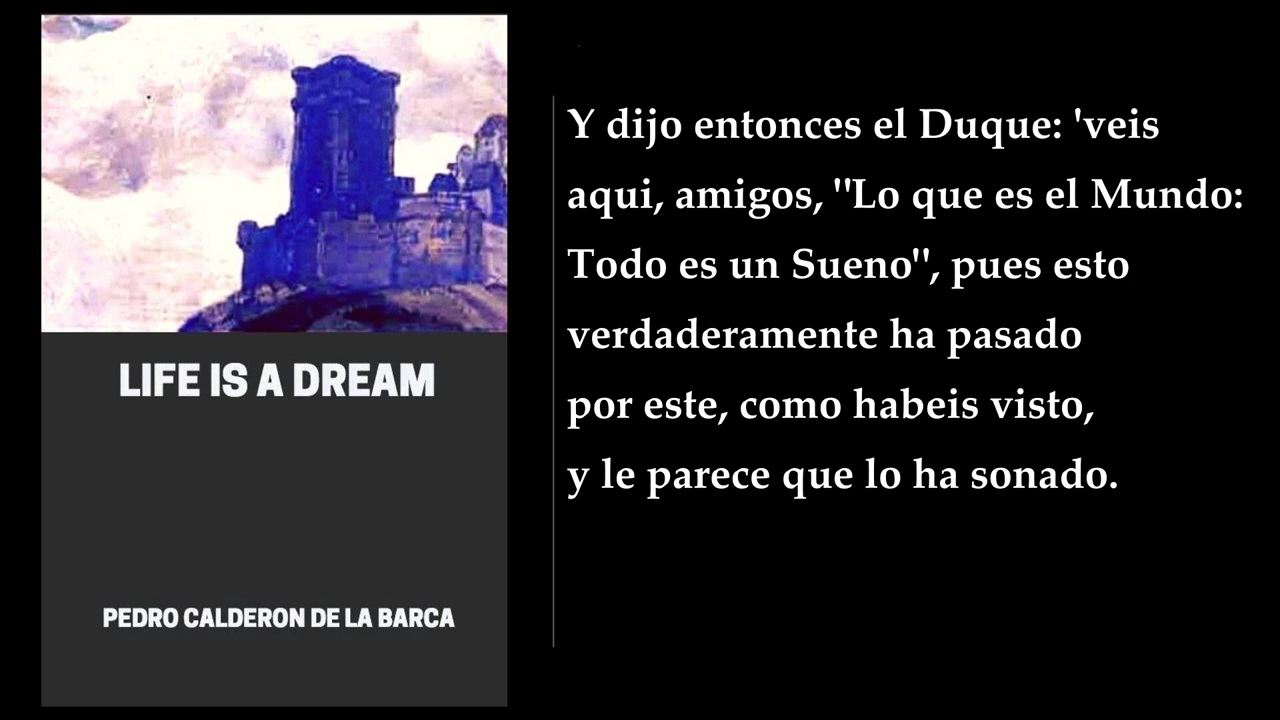 LIFE IS A DREAM
PEDRO CALDERON DE LA BARCA
Y dijo entonces el Duque: 'veis
aqui, amigos, "Lo que es el Mundo:
Todo es un Sueno", pues esto
verdaderamente ha pasado
por este, como habeis visto,
y le parece que lo ha sonado.